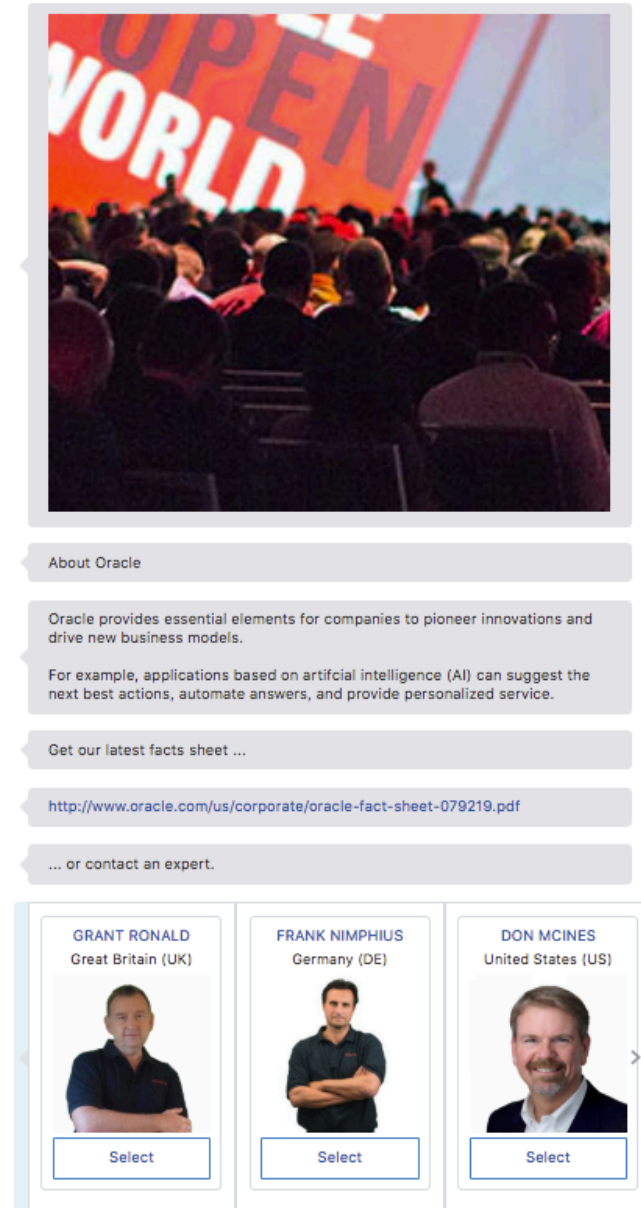 OPEN
WORLD
About Oracle
Oracle provides essential elements for companies to pioneer innovations and
drive new business models.
For example, applications based on artifcial intelligence (AI) can suggest the
next best actions, automate answers, and provide personalized service.
Get our latest facts sheet ...
http://www.oracle.com/us/corporate/oracle-fact-sheet-079219.pdf
... or contact an expert.
GRANT RONALD
Great Britain (UK)
Select
FRANK NIMPHIUS
Germany (DE)
Select
DON MCINES
United States (US)
Select